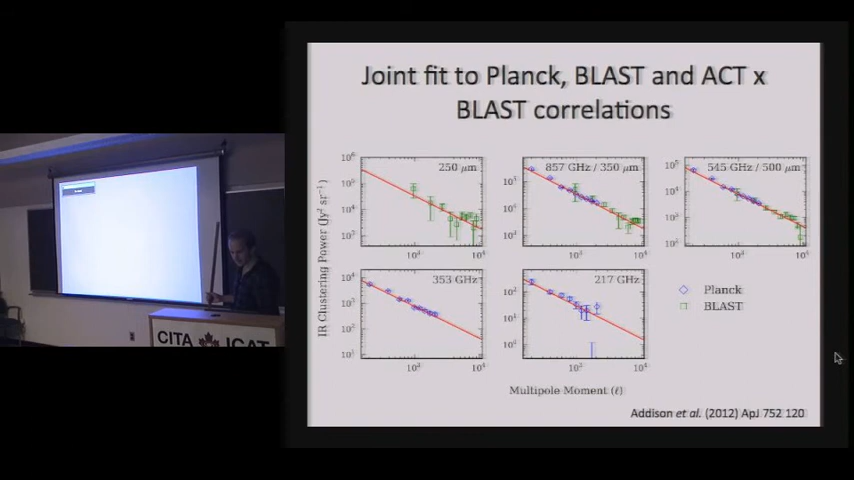 Joint fit to Planck, BLAST and ACT x
BLAST correlations
250 μm
857 GHz / 350 μm
545 GHz / 500 μm
353 GHz
217 GHz
IR Clustering Power (Jy² sr⁻¹)
Planck
BLAST
Multipole Moment (ℓ)
Addison et al. (2012) ApJ 752 120
CITA ICAT